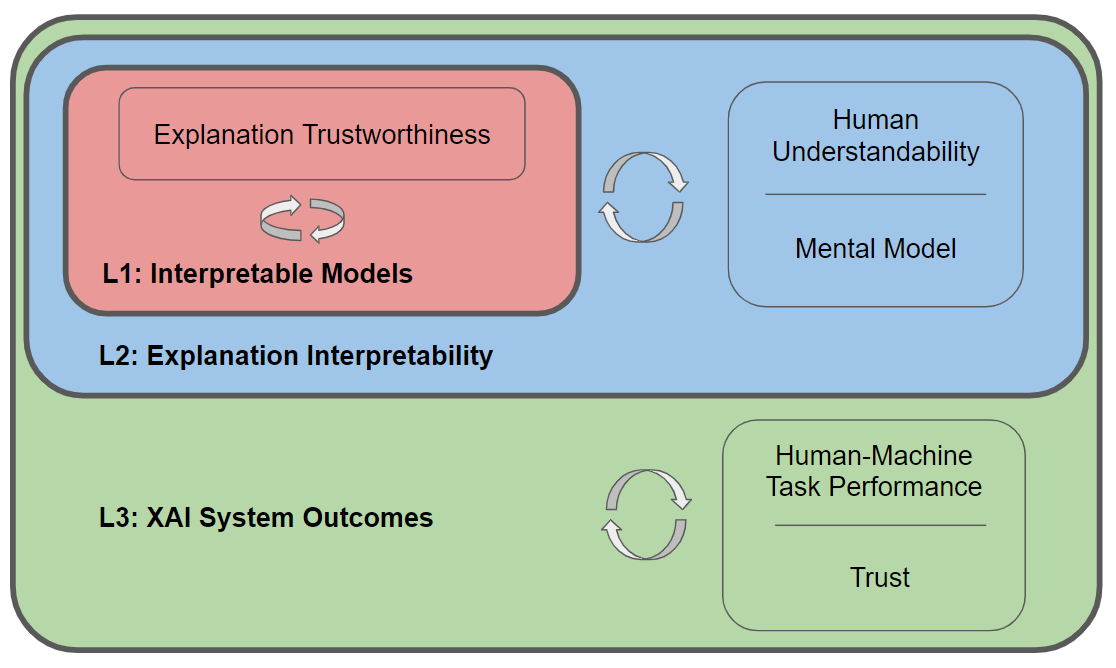 Explanation Trustworthiness
L1: Interpretable Models
Human
Understandability
Mental Model
L2: Explanation Interpretability
Human-Machine
Task Performance
L3: XAI System Outcomes
Trust